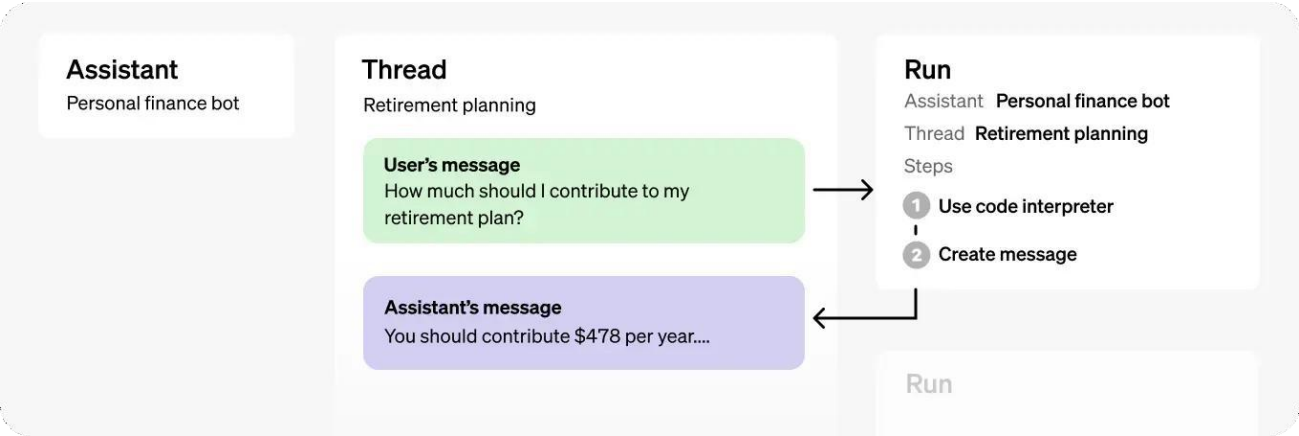 Assistant
Personal finance bot
Thread
Retirement planning
User’s message
How much should I contribute to my
retirement plan?
Assistant’s message
You should contribute $478 per year....
Run
Assistant Personal finance bot
Thread Retirement planning
Steps
1 Use code interpreter
2 Create message
Run